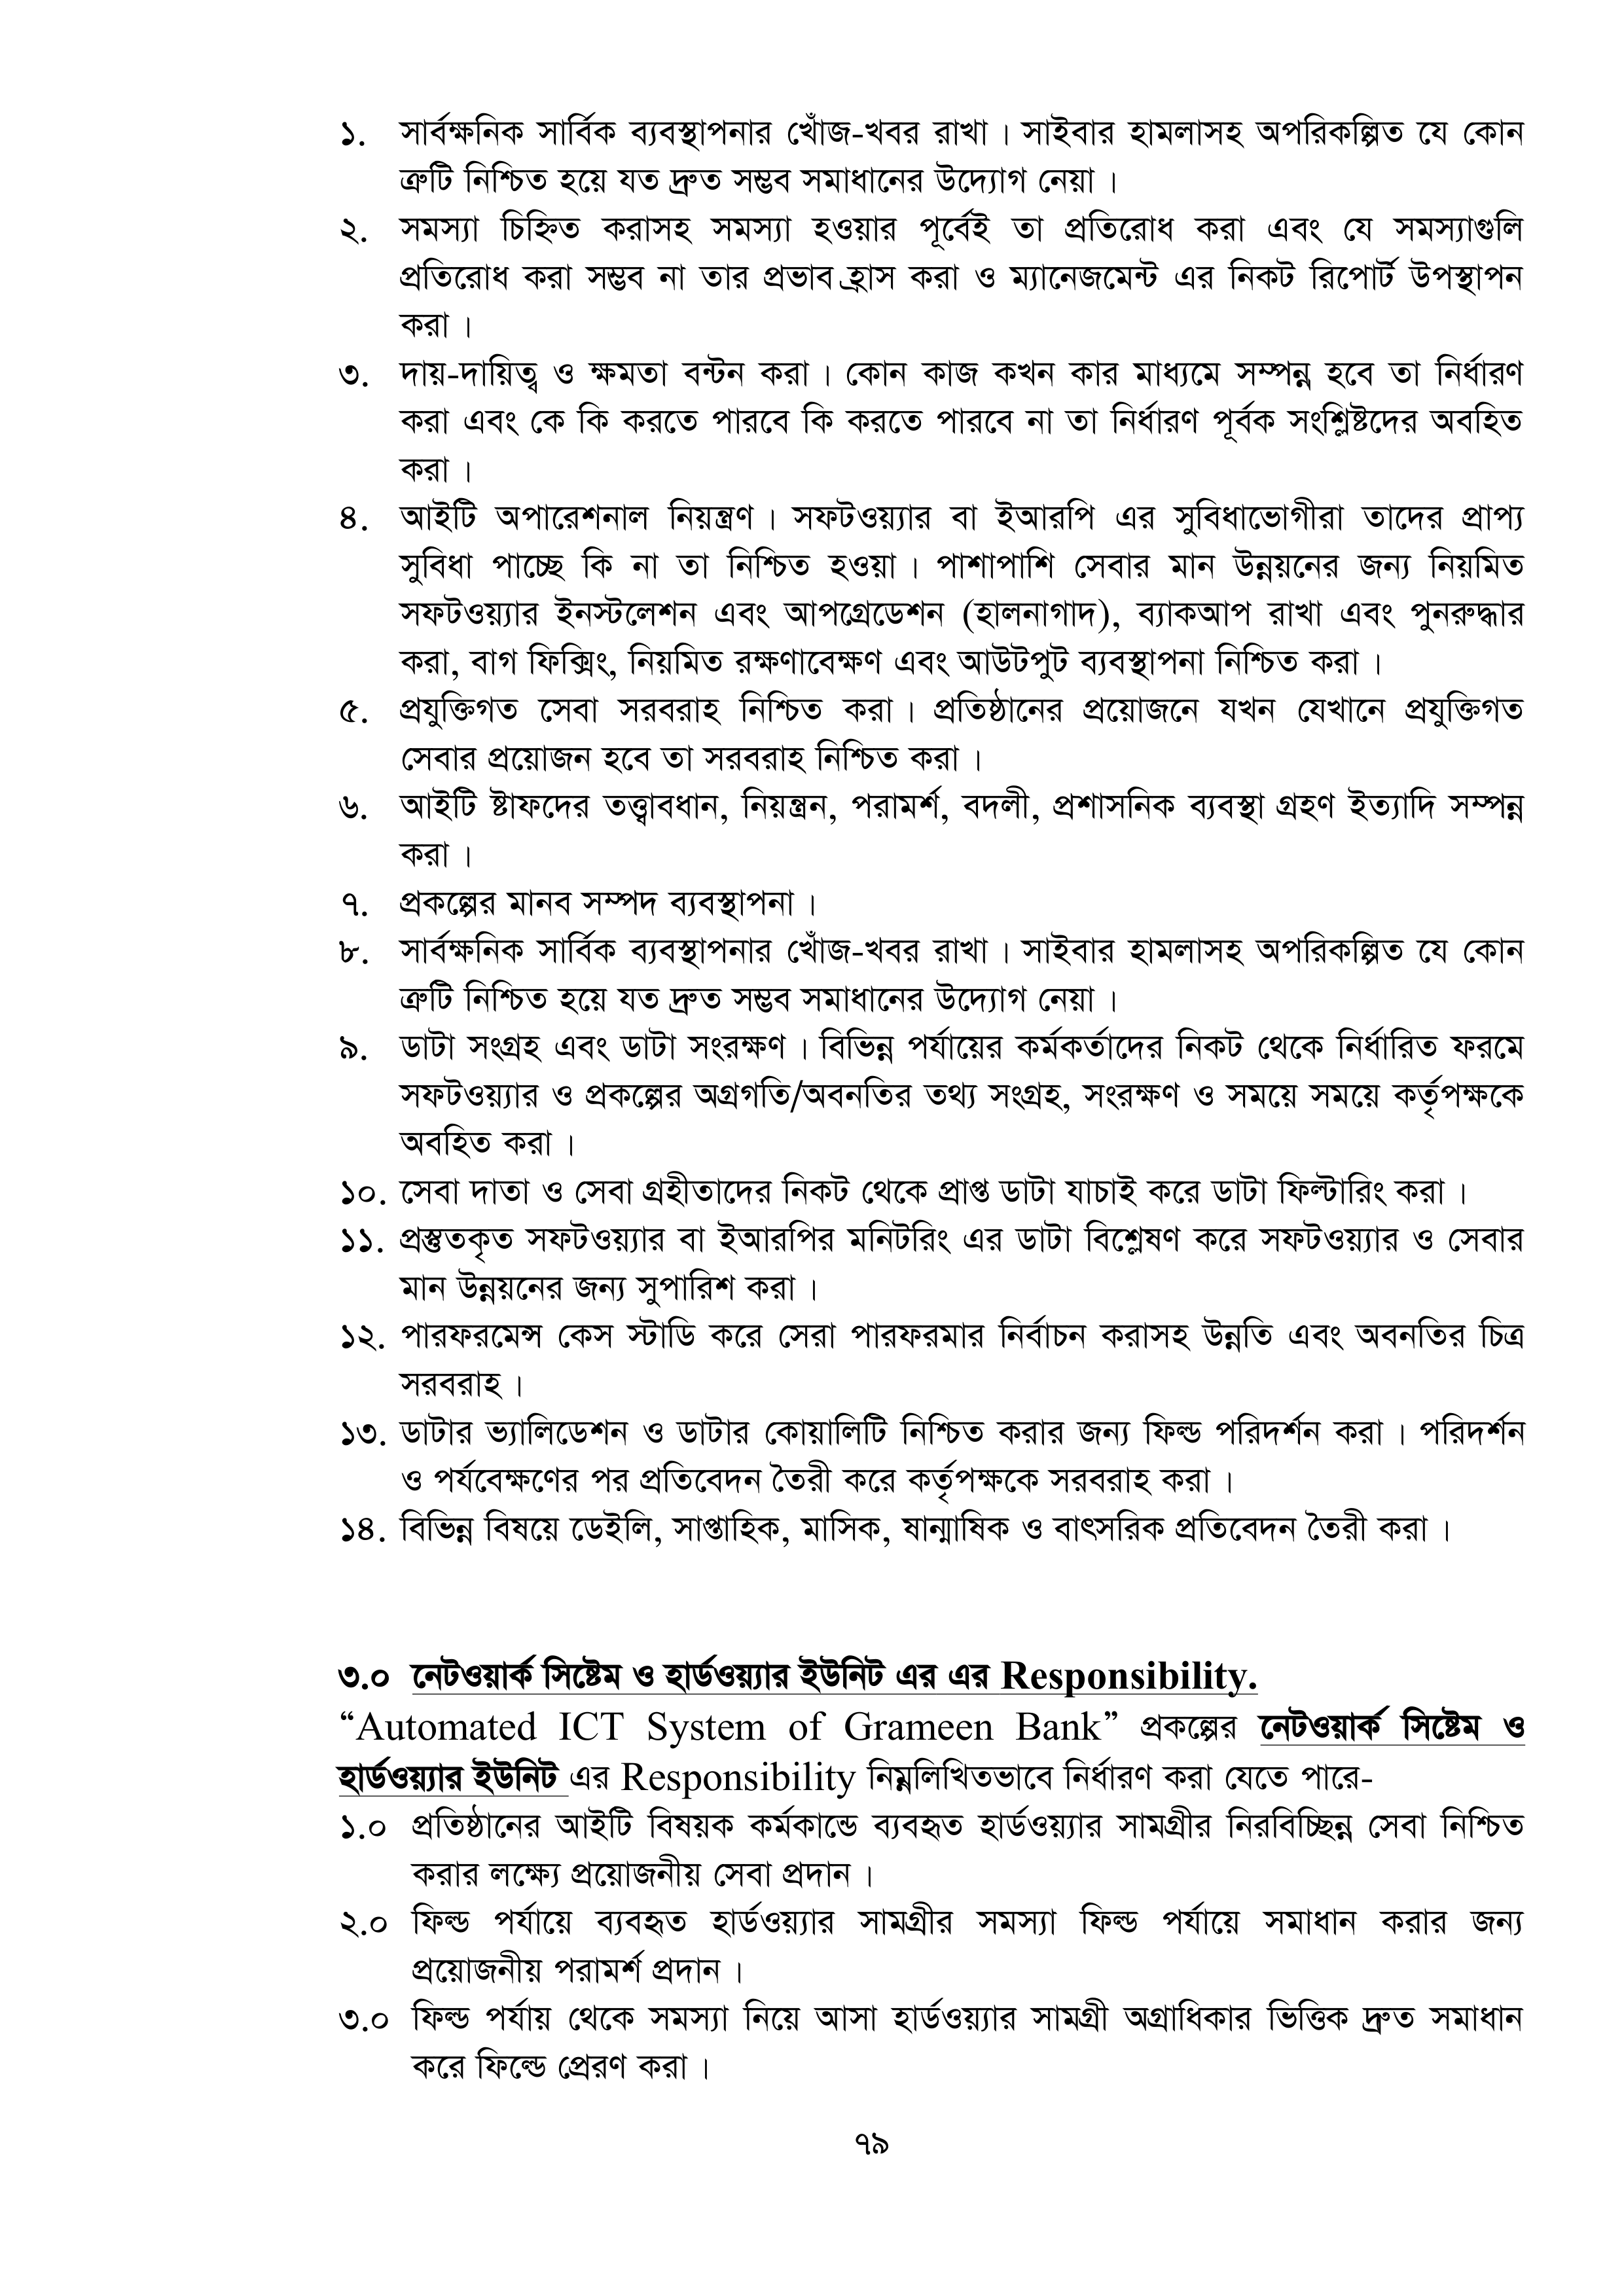 ১. সার্বক্ষনিক সার্বিক ব্যবস্থাপনার খোঁজ-খবর রাখা। সাইবার হামলাসহ অপরিকল্পিত যে কোন
ত্রুটি নিশ্চিত হয়ে যত দ্রুত সম্ভব সমাধানের উদ্যোগ নেয়া।
২. সমস্যা চিহ্নিত করাসহ সমস্যা হওয়ার পূর্বেই তা প্রতিরোধ করা এবং যে সমস্যাগুলি
প্রতিরোধ করা সম্ভব না তার প্রভাব হ্রাস করা ও ম্যানেজমেন্ট এর নিকট রিপোর্ট উপস্থাপন
করা।
৩. দায়-দায়িত্ব ও ক্ষমতা বন্টন করা। কোন কাজ কখন কার মাধ্যমে সম্পন্ন হবে তা নির্ধারণ
করা এবং কে কি করতে পারবে কি করতে পারবে না তা নির্ধারণ পূর্বক সংশ্লিষ্টদের অবহিত
করা।
৪. আইটি অপারেশনাল নিয়ন্ত্রণ। সফটওয়্যার বা ইআরপি এর সুবিধাভোগীরা তাদের প্রাপ্য
সুবিধা পাচ্ছে কি না তা নিশ্চিত হওয়া। পাশাপাশি সেবার মান উন্নয়নের জন্য নিয়মিত
সফটওয়্যার ইনস্টলেশন এবং আপগ্রেডেশন (হালনাগাদ), ব্যাকআপ রাখা এবং পুনরুদ্ধার
করা, বাগ ফিক্সিং, নিয়মিত রক্ষণাবেক্ষণ এবং আউটপুট ব্যবস্থাপনা নিশ্চিত করা।
৫. প্রযুক্তিগত সেবা সরবরাহ নিশ্চিত করা। প্রতিষ্ঠানের প্রয়োজনে যখন যেখানে প্রযুক্তিগত
সেবার প্রয়োজন হবে তা সরবরাহ নিশ্চিত করা।
৬. আইটি ষ্টাফদের তত্ত্বাবধান, নিয়ন্ত্রন, পরামর্শ, বদলী, প্রশাসনিক ব্যবস্থা গ্রহণ ইত্যাদি সম্পন্ন
করা।
৭. প্রকল্পের মানব সম্পদ ব্যবস্থাপনা।
৮. সার্বক্ষনিক সার্বিক ব্যবস্থাপনার খোঁজ-খবর রাখা। সাইবার হামলাসহ অপরিকল্পিত যে কোন
ত্রুটি নিশ্চিত হয়ে যত দ্রুত সম্ভব সমাধানের উদ্যোগ নেয়া।
৯. ডাটা সংগ্রহ এবং ডাটা সংরক্ষণ। বিভিন্ন পর্যায়ের কর্মকর্তাদের নিকট থেকে নির্ধারিত ফরমে
সফটওয়্যার ও প্রকল্পের অগ্রগতি/অবনতির তথ্য সংগ্রহ, সংরক্ষণ ও সময়ে সময়ে কর্তৃপক্ষকে
অবহিত করা।
১০. সেবা দাতা ও সেবা গ্রহীতাদের নিকট থেকে প্রাপ্ত ডাটা যাচাই করে ডাটা ফিল্টারিং করা।
১১. প্রস্তুতকৃত সফটওয়্যার বা ইআরপির মনিটরিং এর ডাটা বিশ্লেষণ করে সফটওয়্যার ও সেবার
মান উন্নয়নের জন্য সুপারিশ করা।
১২. পারফরমেন্স কেস স্টাডি করে সেরা পারফরমার নির্বাচন করাসহ উন্নতি এবং অবনতির চিত্র
সরবরাহ।
১৩. ডাটার ভ্যালিডেশন ও ডাটার কোয়ালিটি নিশ্চিত করার জন্য ফিল্ড পরিদর্শন করা। পরিদর্শন
ও পর্যবেক্ষণের পর প্রতিবেদন তৈরী করে কর্তৃপক্ষকে সরবরাহ করা।
১৪. বিভিন্ন বিষয়ে ডেইলি, সাপ্তাহিক, মাসিক, ষান্মাষিক ও বাৎসরিক প্রতিবেদন তৈরী করা।
৩.০ নেটওয়ার্ক সিষ্টেম ও হার্ডওয়্যার ইউনিট এর এর Responsibility.
“Automated ICT System of Grameen Bank” প্রকল্পের নেটওয়ার্ক সিষ্টেম ও
হার্ডওয়্যার ইউনিট এর Responsibility নিম্নলিখিতভাবে নির্ধারণ করা যেতে পারে-
১.০ প্রতিষ্ঠানের আইটি বিষয়ক কর্মকান্ডে ব্যবহৃত হার্ডওয়্যার সামগ্রীর নিরবিচ্ছিন্ন সেবা নিশ্চিত
করার লক্ষ্যে প্রয়োজনীয় সেবা প্রদান।
২.০ ফিল্ড পর্যায়ে ব্যবহৃত হার্ডওয়্যার সামগ্রীর সমস্যা ফিল্ড পর্যায়ে সমাধান করার জন্য
প্রয়োজনীয় পরামর্শ প্রদান।
৩.০ ফিল্ড পর্যায় থেকে সমস্যা নিয়ে আসা হার্ডওয়্যার সামগ্রী অগ্রাধিকার ভিত্তিক দ্রুত সমাধান
করে ফিল্ডে প্রেরণ করা।
৭৯